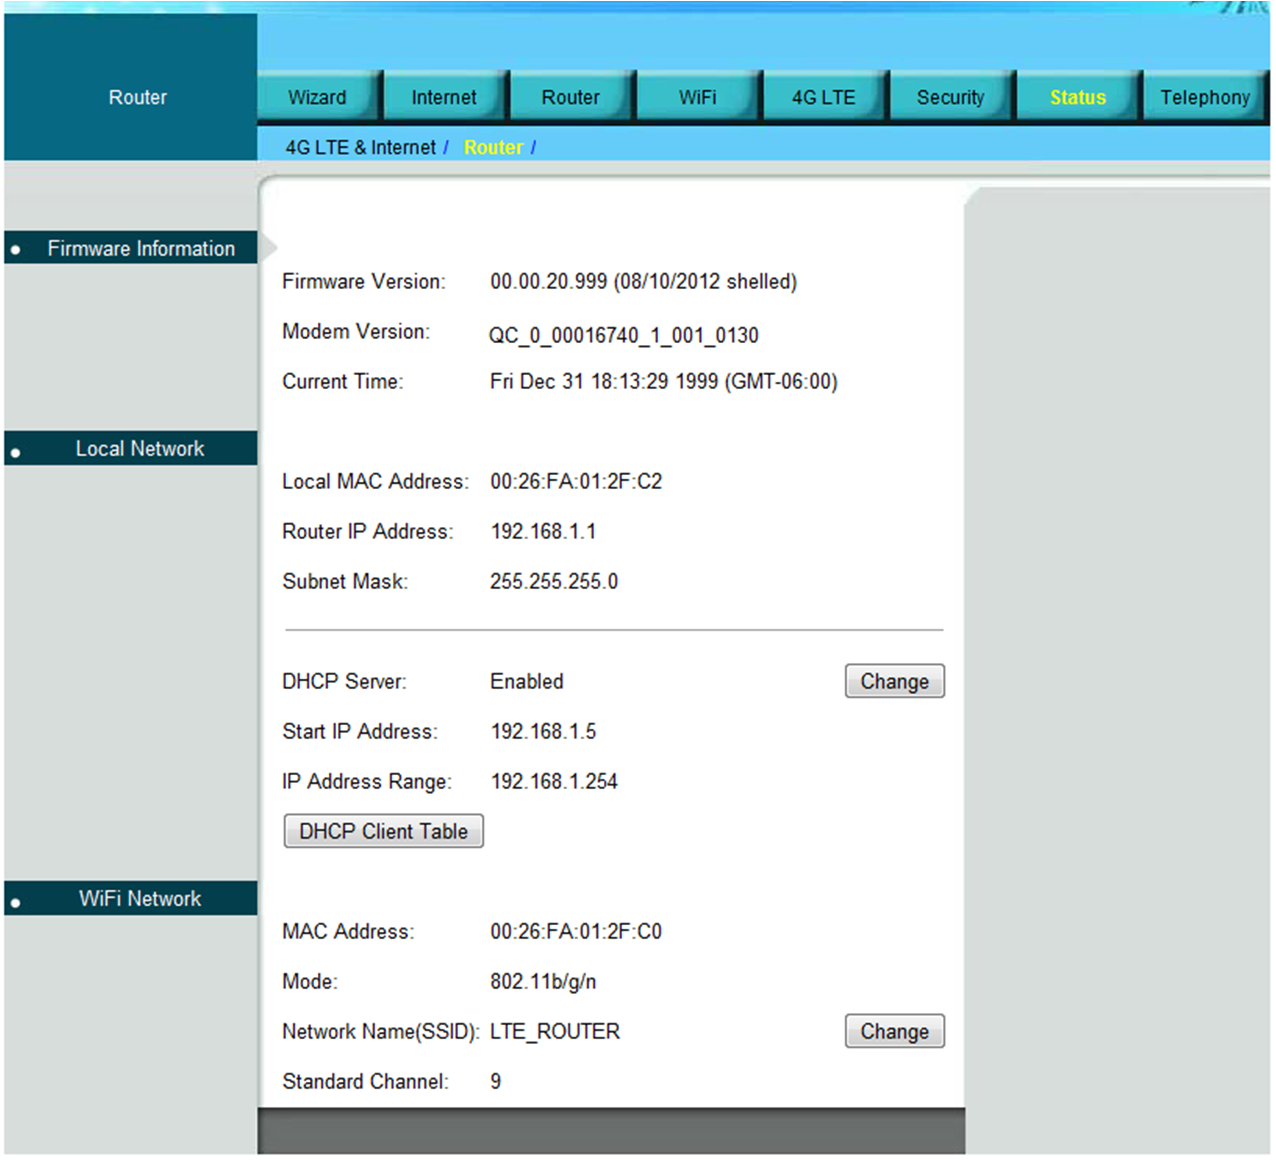 Router
Wizard Internet Router WiFi 4G LTE Security Status Telephony
4G LTE & Internet / Router /
Firmware Information
Firmware Version: 00.00.20.999 (08/10/2012 shelled)
Modem Version: QC_0_00016740_1_001_0130
Current Time: Fri Dec 31 18:13:29 1999 (GMT-06:00)
Local Network
Local MAC Address: 00:26:FA:01:2F:C2
Router IP Address: 192.168.1.1
Subnet Mask: 255.255.255.0
DHCP Server: Enabled Change
Start IP Address: 192.168.1.5
IP Address Range: 192.168.1.254
DHCP Client Table
WiFi Network
MAC Address: 00:26:FA:01:2F:C0
Mode: 802.11b/g/n
Network Name(SSID): LTE_ROUTER Change
Standard Channel: 9